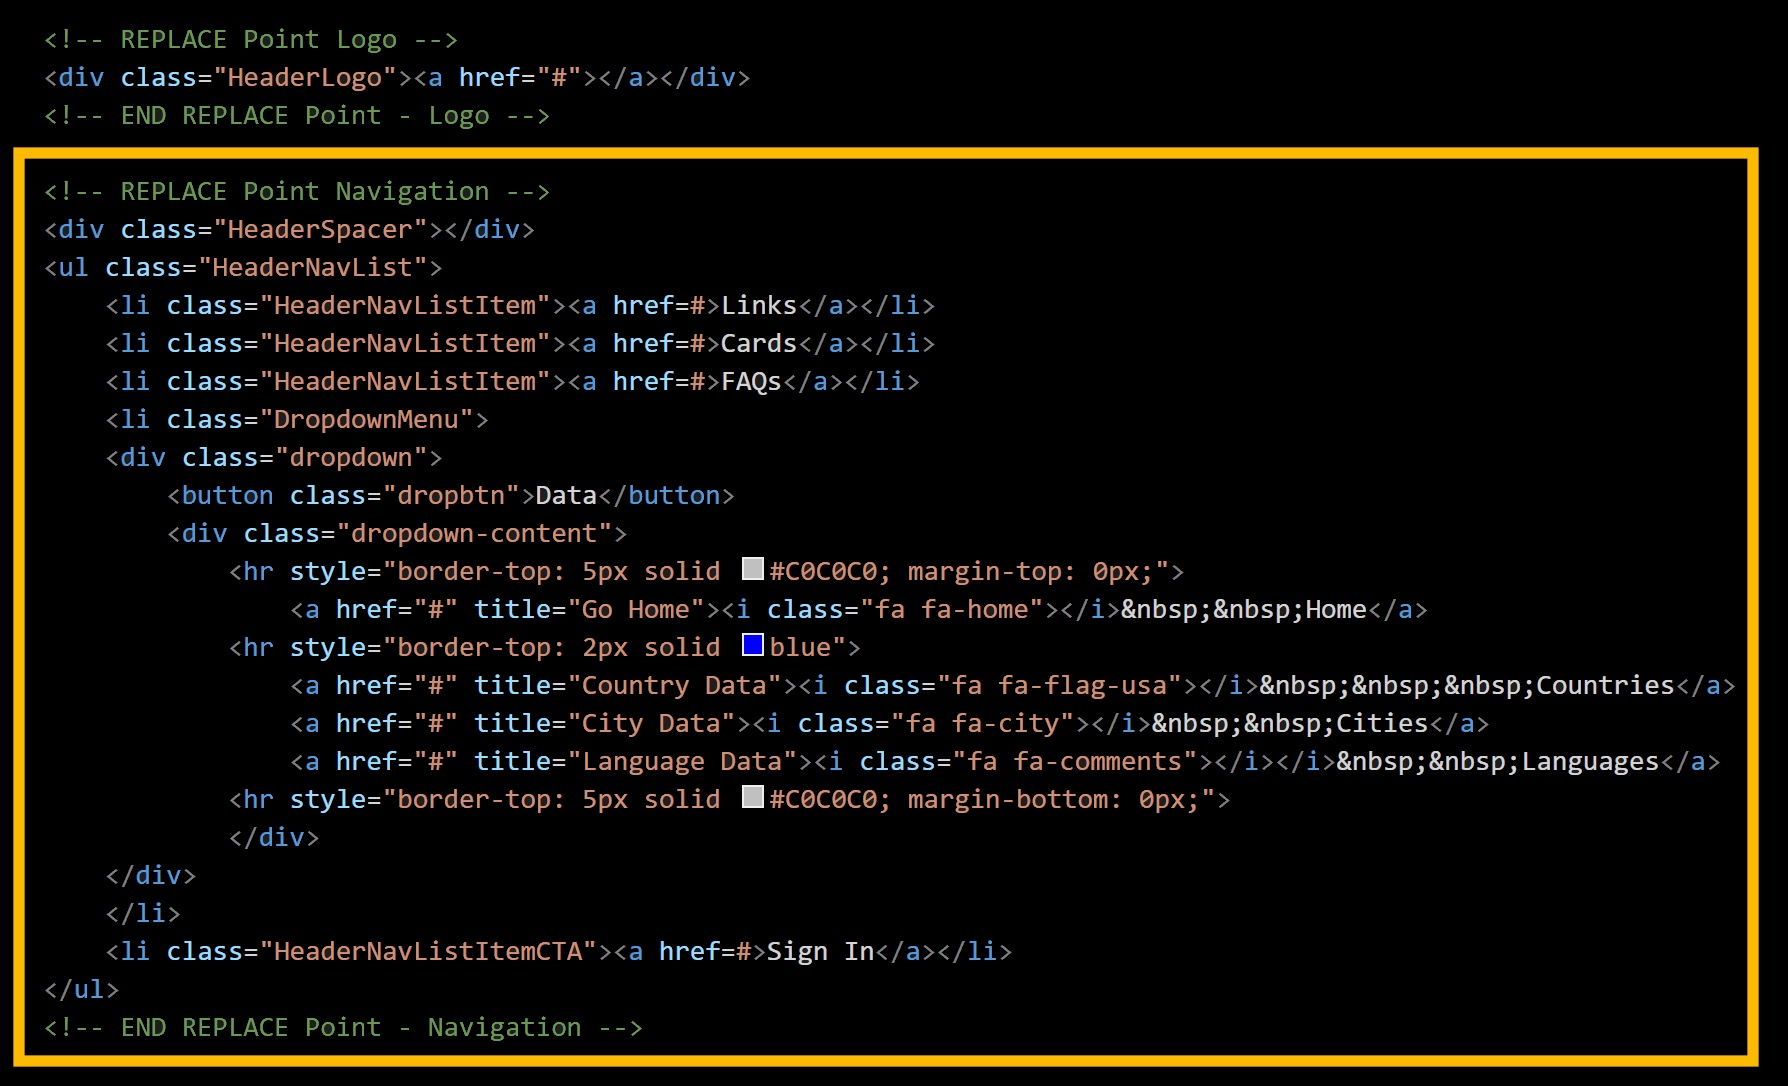 <!-- REPLACE Point Logo -->
<div class="HeaderLogo"><a href="#"></a></div>
<!-- END REPLACE Point - Logo -->
<!-- REPLACE Point Navigation -->
<div class="HeaderSpacer"></div>
<ul class="HeaderNavList">
    <li class="HeaderNavListItem"><a href=#>Links</a></li>
    <li class="HeaderNavListItem"><a href=#>Cards</a></li>
    <li class="HeaderNavListItem"><a href=#>FAQs</a></li>
    <li class="DropdownMenu">
    <div class="dropdown">
        <button class="dropbtn">Data</button>
        <div class="dropdown-content">
            <hr style="border-top: 5px solid #C0C0C0; margin-top: 0px;">
                <a href="#" title="Go Home"><i class="fa fa-home"></i>&nbsp;&nbsp;Home</a>
            <hr style="border-top: 2px solid blue">
                <a href="#" title="Country Data"><i class="fa fa-flag-usa"></i>&nbsp;&nbsp;&nbsp;Countries</a>
                <a href="#" title="City Data"><i class="fa fa-city"></i>&nbsp;&nbsp;Cities</a>
                <a href="#" title="Language Data"><i class="fa fa-comments"></i></i>&nbsp;&nbsp;Languages</a>
            <hr style="border-top: 5px solid #C0C0C0; margin-bottom: 0px;">
            </div>
    </div>
    </li>
    <li class="HeaderNavListItemCTA"><a href=#>Sign In</a></li>
</ul>
<!-- END REPLACE Point - Navigation -->